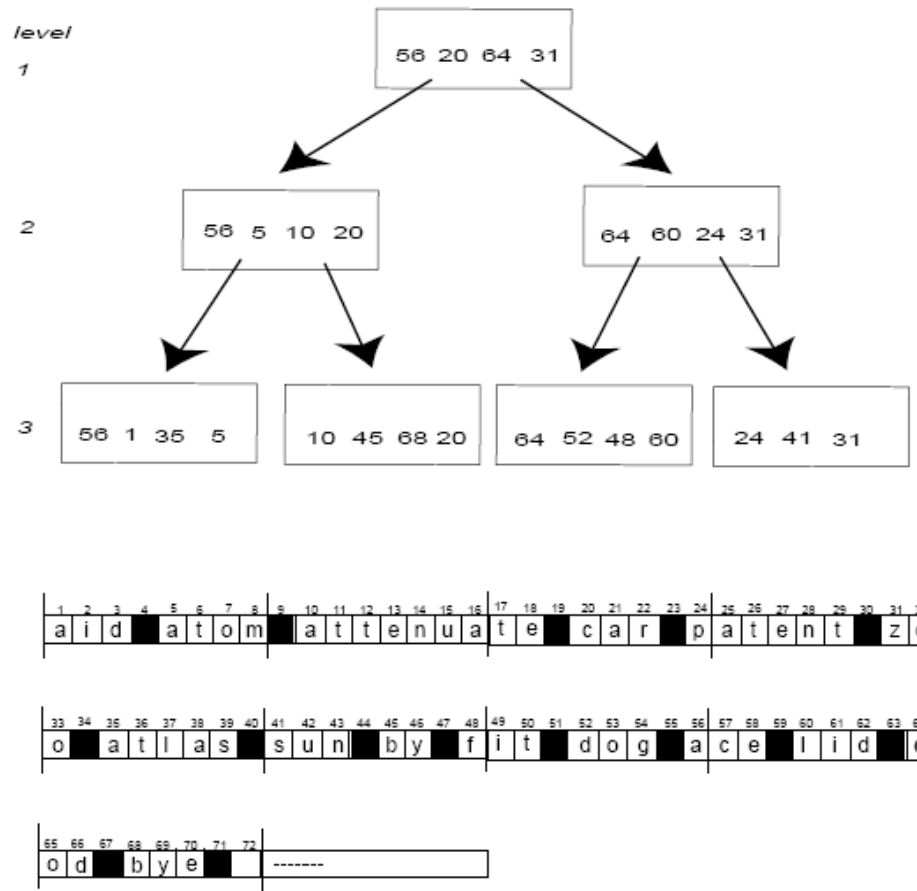 level
1
56 20 64 31
2
56 5 10 20
64 60 24 31
3
56 1 35 5
10 45 68 20
64 52 48 60
24 41 31
1 2 3 4 5 6 7 8 9 10 11 12 13 14 15 16 17 18 19 20 21 22 23 24 25 26 27 28 29 30 31
a i d a t o m a t t e n u a t e c a r p a t e n t z
33 34 35 36 37 38 39 40 41 42 43 44 45 46 47 48 49 50 51 52 53 54 55 56 57 58 59 60 61 62 63
o a t l a s s u n b y f i t d o g a c e l i d
65 66 67 68 69 70 71 72
o d b y e -------